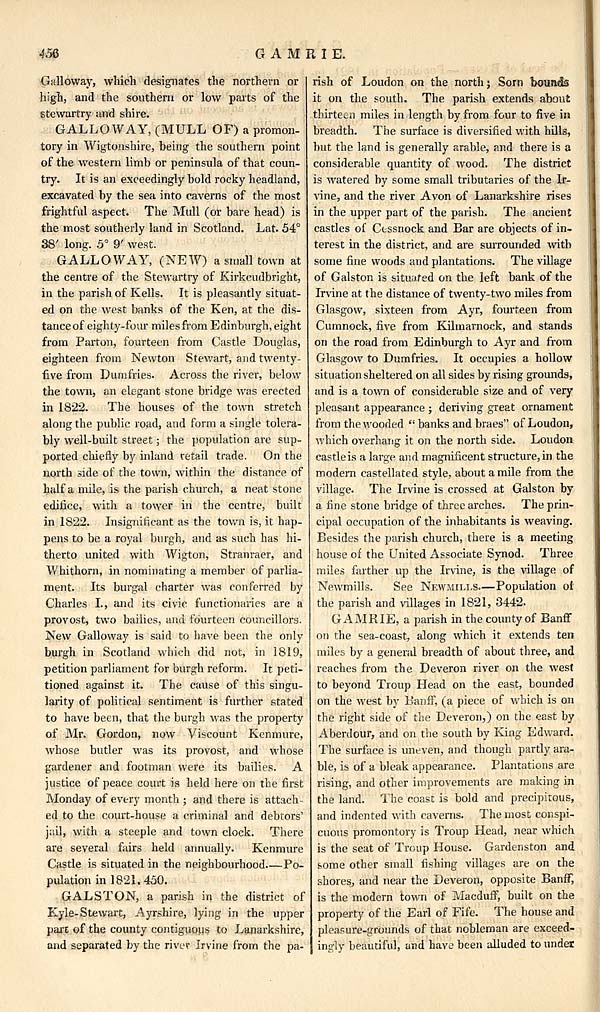 456
GAMRIE.
Galloway, which designates the northern or
high, and the southern or low parts of the
stewartry and shire.
GALLOWAY, (MULL OF) a promon-
tory in Wigtonshire, being the southern point
of the western limb or peninsula of that coun-
try. It is an exceedingly bold rocky headland,
excavated by the sea into caverns of the most
frightful aspect. The Mull (or bare head) is
the most southerly land in Scotland. Lat. 54°
38′ long. 5° 9′ west.
GALLOWAY, (NEW) a small town at
the centre of the Stewartry of Kirkcudbright,
in the parish of Kells. It is pleasantly situat-
ed on the west banks of the Ken, at the dis-
tance of eighty-four miles from Edinburgh, eight
from Parton, fourteen from Castle Douglas,
eighteen from Newton Stewart, and twenty-
five from Dumfries. Across the river, below
the town, an elegant stone bridge was erected
in 1822. The houses of the town stretch
along the public road, and form a single tolera-
bly well-built street; the population are sup-
ported chiefly by inland retail trade. On the
north side of the town, within the distance of
half a mile, is the parish church, a neat stone
edifice, with a tower in the centre, built
in 1822. Insignificant as the town is, it hap-
pens to be a royal burgh, and as such has hi-
therto united with Wigton, Stranraer, and
Whithorn, in nominating a member of parlia-
ment. Its burgal charter was conferred by
Charles I., and its civic functionaries are a
provost, two bailies, and fourteen councillors.
New Galloway is said to have been the only
burgh in Scotland which did not, in 1819,
petition parliament for burgh reform. It peti-
tioned against it. The cause of this singu-
larity of political sentiment is further stated
to have been, that the burgh was the property
of Mr. Gordon, now Viscount Kenmure,
whose butler was its provost, and whose
gardener and footman were its bailies. A
justice of peace court is held here on the first
Monday of every month; and there is attach-
ed to the court-house a criminal and debtors'
jail, with a steeple and town clock. There
are several fairs held annually. Kenmure
Castle is situated in the neighbourhood.—Po-
pulation in 1821, 450.
GALSTON, a parish in the district of
Kyle-Stewart, Ayrshire, lying in the upper
part of the county contiguous to Lanarkshire,
and separated by the river Irvine from the pa-
rish of Loudon on the north; Sorn bounds
it on the south. The parish extends about
thirteen miles in length by from four to five in
breadth. The surface is diversified with hills,
but the land is generally arable, and there is a
considerable quantity of wood. The district
is watered by some small tributaries of the Ir-
vine, and the river Avon of Lanarkshire rises
in the upper part of the parish. The ancient
castles of Cessnock and Bar are objects of in-
terest in the district, and are surrounded with
some fine woods and plantations. The village
of Galston is situated on the left bank of the
Irvine at the distance of twenty-two miles from
Glasgow, sixteen from Ayr, fourteen from
Cumnock, five from Kilmarnock, and stands
on the road from Edinburgh to Ayr and from
Glasgow to Dumfries. It occupies a hollow
situation sheltered on all sides by rising grounds,
and is a town of considerable size and of very
pleasant appearance; deriving great ornament
from the wooded "banks and braes" of Loudon,
which overhang it on the north side. Loudon
castle is a large and magnificent structure, in the
modern castellated style, about a mile from the
village. The Irvine is crossed at Galston by
a fine stone bridge of three arches. The prin-
cipal occupation of the inhabitants is weaving.
Besides the parish church, there is a meeting
house of the United Associate Synod. Three
miles farther up the Irvine, is the village of
Newmills. See NEWMILLS.—Population of
the parish and villages in 1821, 3442.
GAMRIE, a parish in the county of Banff
on the sea-coast, along which it extends ten
miles by a general breadth of about three, and
reaches from the Deveron river on the west
to beyond Troup Head on the east, bounded
on the west by Banff, (a piece of which is on
the right side of the Deveron,) on the east by
Aberdour, and on the south by King Edward.
The surface is uneven, and though partly ara-
ble, is of a bleak appearance. Plantations are
rising, and other improvements are making in
the land. The coast is bold and precipitous,
and indented with caverns. The most conspi-
cuous promontory is Troup Head, near which
is the seat of Troup House. Gardenston and
some other small fishing villages are on the
shores, and near the Deveron, opposite Banff,
is the modern town of Macduff, built on the
property of the Earl of Fife. The house and
pleasure-grounds of that nobleman are exceed-
ingly beautiful, and have been alluded to under